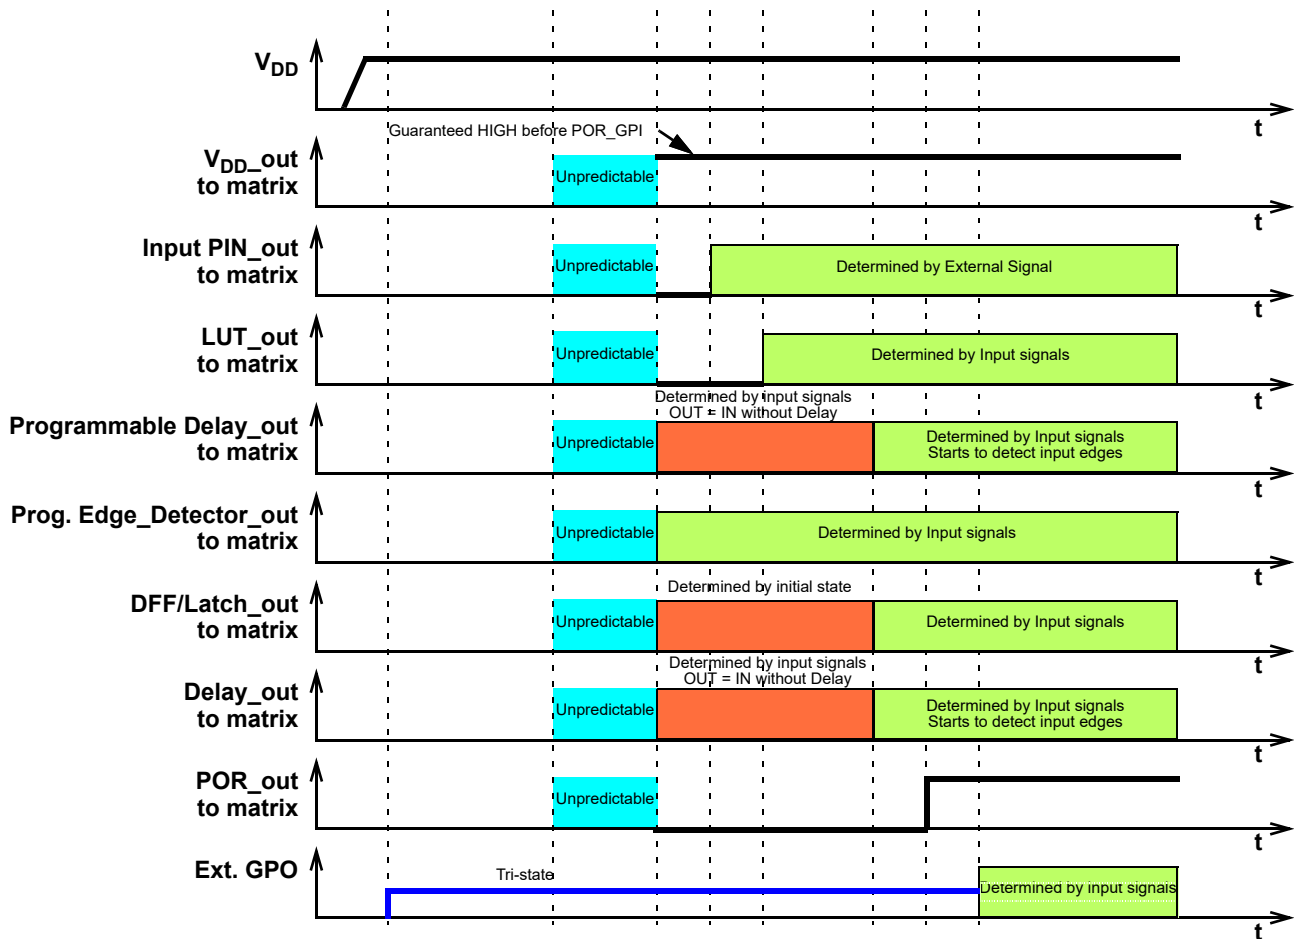 V_DD
t
Guaranteed HIGH before POR_GPI
V_DD_out
to matrix
Unpredictable
t
Input PIN_out
to matrix
Unpredictable
Determined by External Signal
t
LUT_out
to matrix
Unpredictable
Determined by Input signals
t
Determined by input signals
OUT = IN without Delay
Programmable Delay_out
to matrix
Unpredictable
Determined by Input signals
Starts to detect input edges
t
Prog. Edge_Detector_out
to matrix
Unpredictable
Determined by Input signals
t
Determined by initial state
DFF/Latch_out
to matrix
Unpredictable
Determined by Input signals
t
Determined by input signals
OUT = IN without Delay
Delay_out
to matrix
Unpredictable
Determined by Input signals
Starts to detect input edges
t
POR_out
to matrix
Unpredictable
t
Ext. GPO
Tri-state
Determined by input signals
t